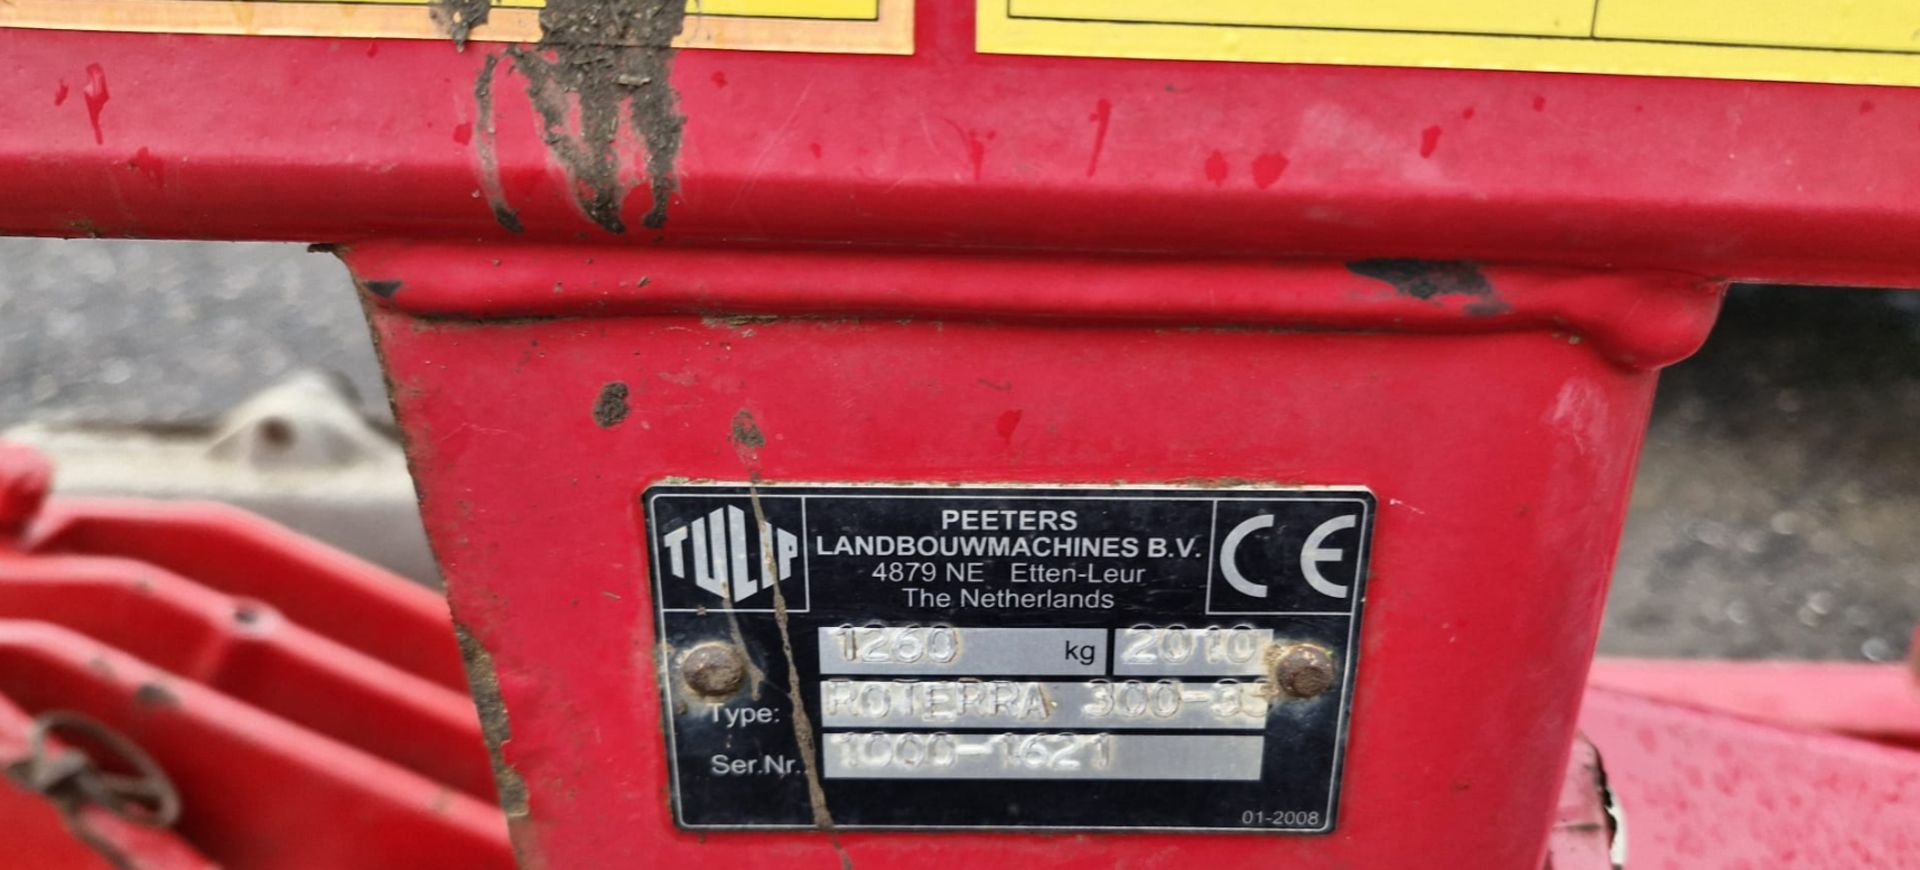 TULIP
PEETERS
LANDBOUWMACHINES B.V.
4879 NE Etten-Leur
The Netherlands
CE
1260 kg 2010
Type: ROTERRA 300-35
Ser.Nr.: 1000-1621
01-2008